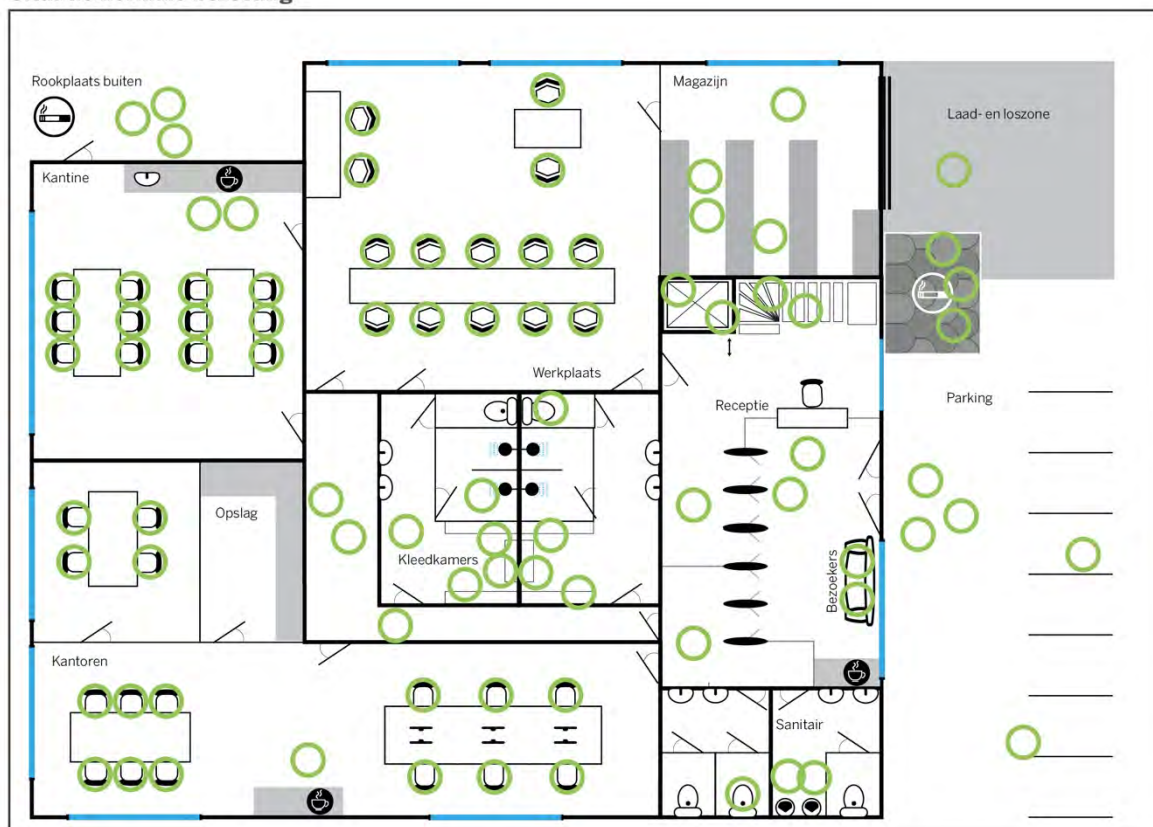 Rookplaats buiten
Magazijn
Laad- en loszone
Kantine
Werkplaats
Receptie
Parking
Opslag
Kleedkamers
Bezoekers
Kantoren
Sanitair